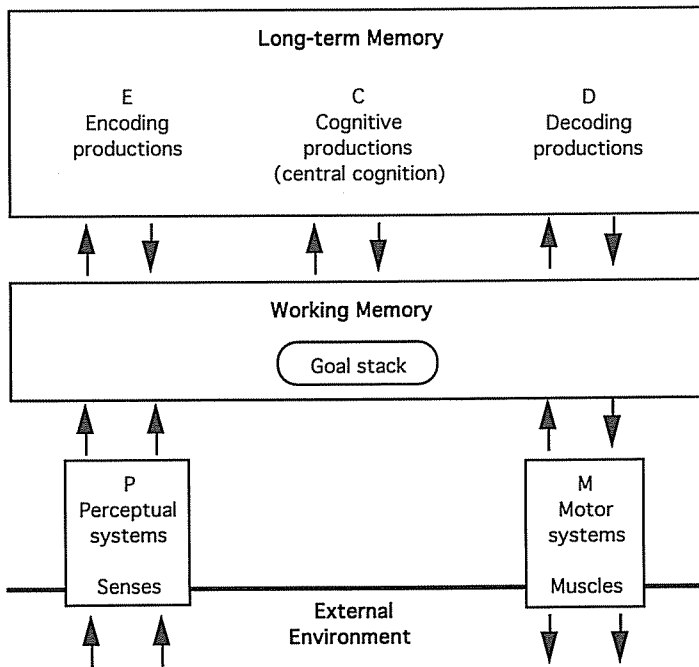 Long-term Memory
E
Encoding
productions
C
Cognitive
productions
(central cognition)
D
Decoding
productions
Working Memory
Goal stack
P
Perceptual
systems
Senses
M
Motor
systems
Muscles
External
Environment